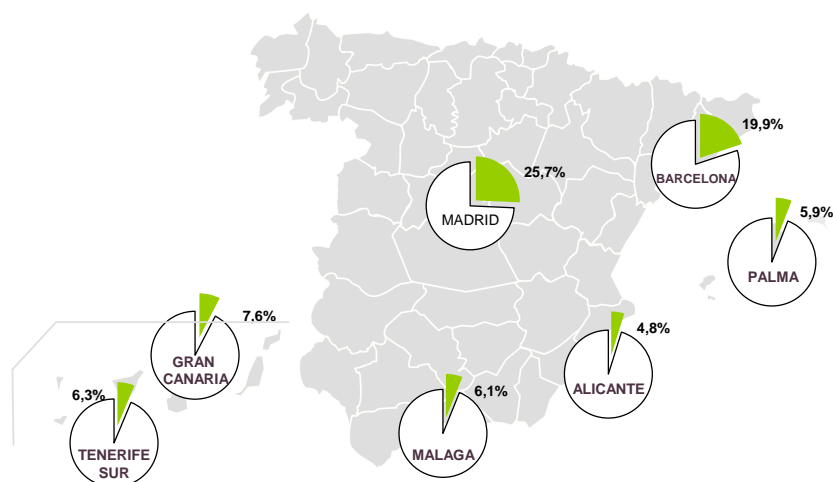 19,9%
BARCELONA
25,7%
MADRID
5,9%
PALMA
7,6%
GRAN
CANARIA
4,8%
ALICANTE
6,3%
TENERIFE
SUR
6,1%
MALAGA